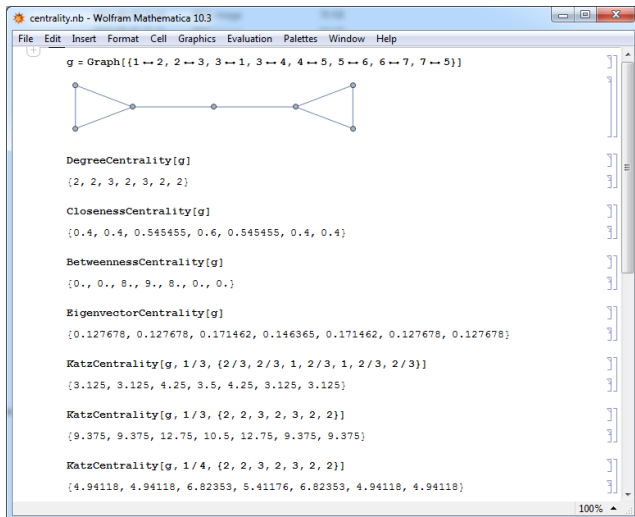 centrality.nb - Wolfram Mathematica 10.3
File Edit Insert Format Cell Graphics Evaluation Palettes Window Help
g = Graph[{1 ↔ 2, 2 ↔ 3, 3 ↔ 1, 3 ↔ 4, 4 ↔ 5, 5 ↔ 6, 6 ↔ 7, 7 ↔ 5}]
DegreeCentrality[g]
{2, 2, 3, 2, 3, 2, 2}
ClosenessCentrality[g]
{0.4, 0.4, 0.545455, 0.6, 0.545455, 0.4, 0.4}
BetweennessCentrality[g]
{0., 0., 8., 9., 8., 0., 0.}
EigenvectorCentrality[g]
{0.127678, 0.127678, 0.171462, 0.146365, 0.171462, 0.127678, 0.127678}
KatzCentrality[g, 1/3, {2/3, 2/3, 1, 2/3, 1, 2/3, 2/3}]
{3.125, 3.125, 4.25, 3.5, 4.25, 3.125, 3.125}
KatzCentrality[g, 1/3, {2, 2, 3, 2, 3, 2, 2}]
{9.375, 9.375, 12.75, 10.5, 12.75, 9.375, 9.375}
KatzCentrality[g, 1/4, {2, 2, 3, 2, 3, 2, 2}]
{4.94118, 4.94118, 6.82353, 5.41176, 6.82353, 4.94118, 4.94118}
100%